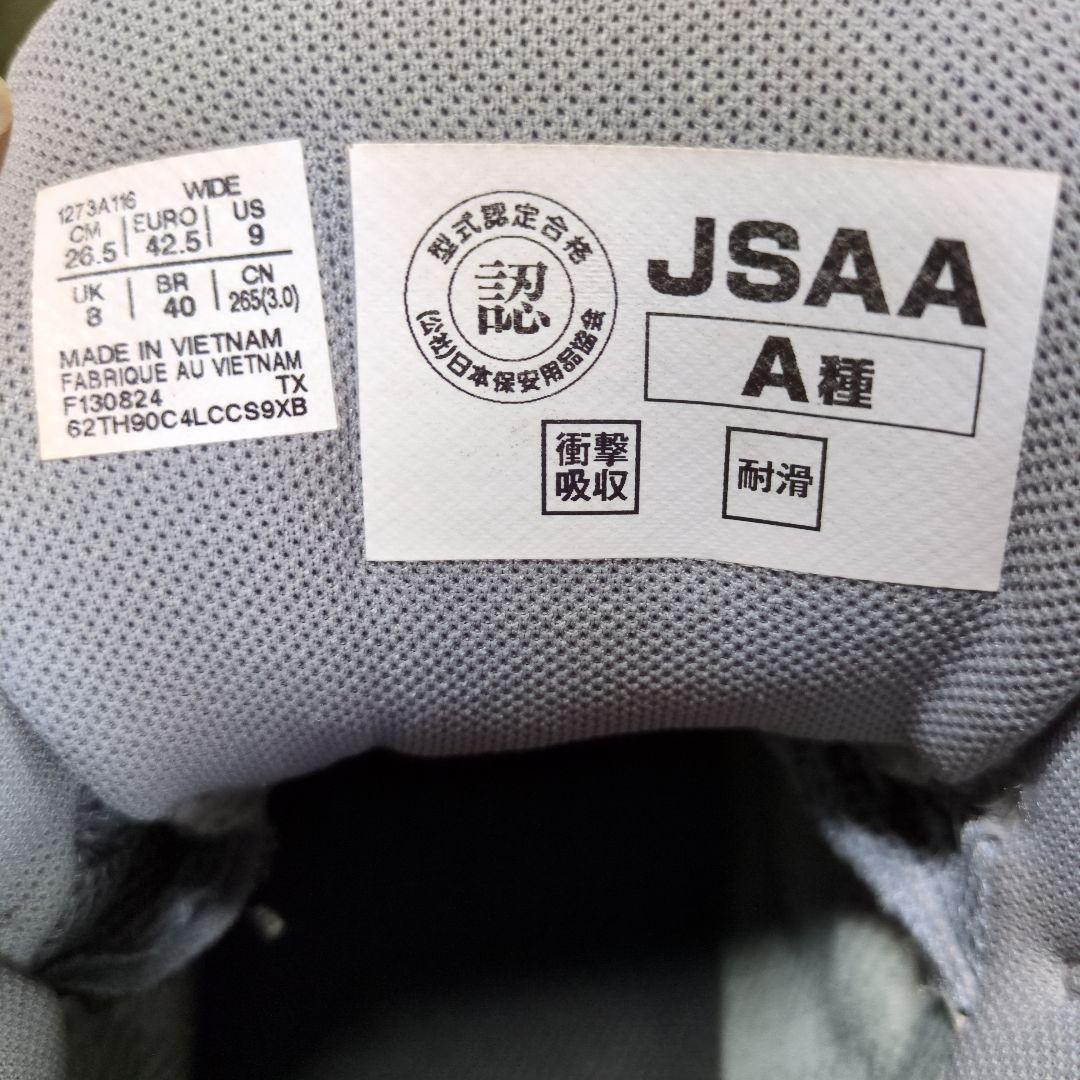 1273A116 WIDE
CM 26.5 EURO 42.5 US 9
UK 8 BR 40 CN 265(3.0)
MADE IN VIETNAM
FABRIQUE AU VIETNAM
TX
F130824
62TH90C4LCCS9XB
型式認定合格
認
(公社)日本保安用品協会
JSAA
A種
衝撃
吸収
耐滑